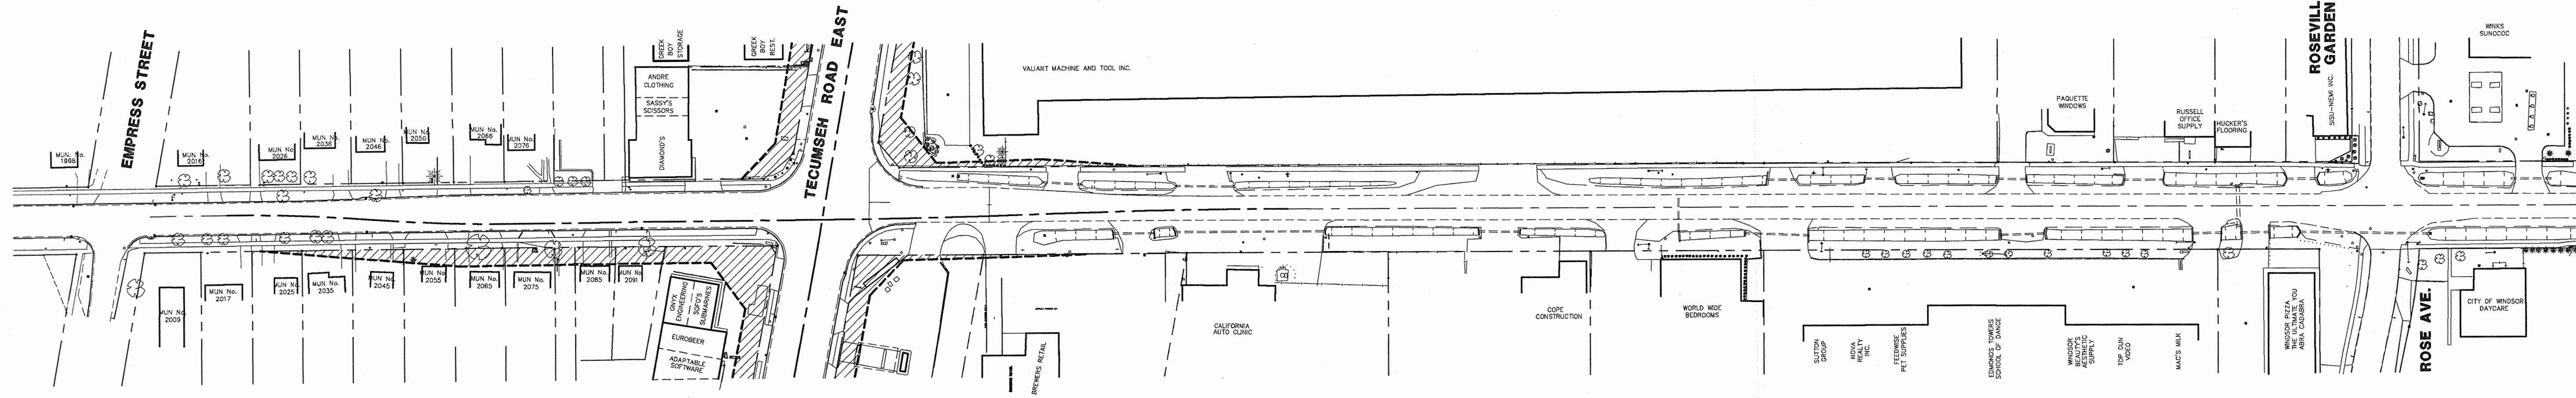 EMPRESS STREET
MUN. No.
1998
MUN No.
2016
MUN No.
2026
MUN No.
2036
MUN No.
2046
MUN No.
2056
MUN No.
2066
MUN No.
2076
GREEK
BOY
STORAGE
ANDRE
CLOTHING
SASSY'S
SCISSORS
DIAMOND'S
GREEK
BOY
REST.
TECUMSEH ROAD EAST
VALIANT MACHINE AND TOOL INC.
PAQUETTE
WINDOWS
RUSSELL
OFFICE
SUPPLY
HUCKER'S
FLOORING
SISU-NIEMI INC.
ROSEVILL
GARDEN
WINKS
SUNOCOC
MUN No.
2009
MUN No.
2017
MUN No.
2025
MUN No.
2035
MUN No.
2045
MUN No.
2055
MUN No.
2065
MUN No.
2075
MUN No.
2085
MUN No.
2091
ONYX
ENGINEERING
SOFO'S
SUBMARINES
EUROBEER
ADAPTABLE
SOFTWARE
BREWERS RETAIL
CALIFORNIA
AUTO CLINIC
COPE
CONSTRUCTION
WORLD WIDE
BEDROOMS
SUTTON
GROUP
NOVA
REALTY
INC.
FEEDWISE
PET SUPPLIES
EDMONDS TOWERS
SCHOOL OF DANCE
WINDSOR
BEAUTY'S
AESTHETIC
SUPPLY
TOP GUN
VIDEO
MAC'S MILK
WINDSOR PIZZA
THE ULTIMATE YOU
ABRA CADABRA
ROSE AVE.
CITY OF WINDSOR
DAYCARE